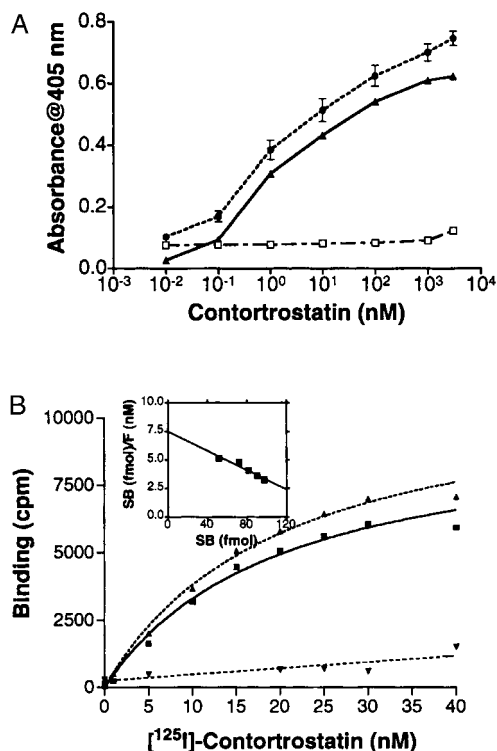 A
Absorbance@405 nm
0.8
0.6
0.4
0.2
0.0
10⁻³ 10⁻² 10⁻¹ 10⁰ 10¹ 10² 10³ 10⁴
Contortrostatin (nM)
B
Binding (cpm)
10000
7500
5000
2500
0
SB (fmol)/F (nM)
10.0
7.5
5.0
2.5
0.0
0 40 80 120
SB (fmol)
0 5 10 15 20 25 30 35 40
[¹²⁵I]-Contortrostatin (nM)